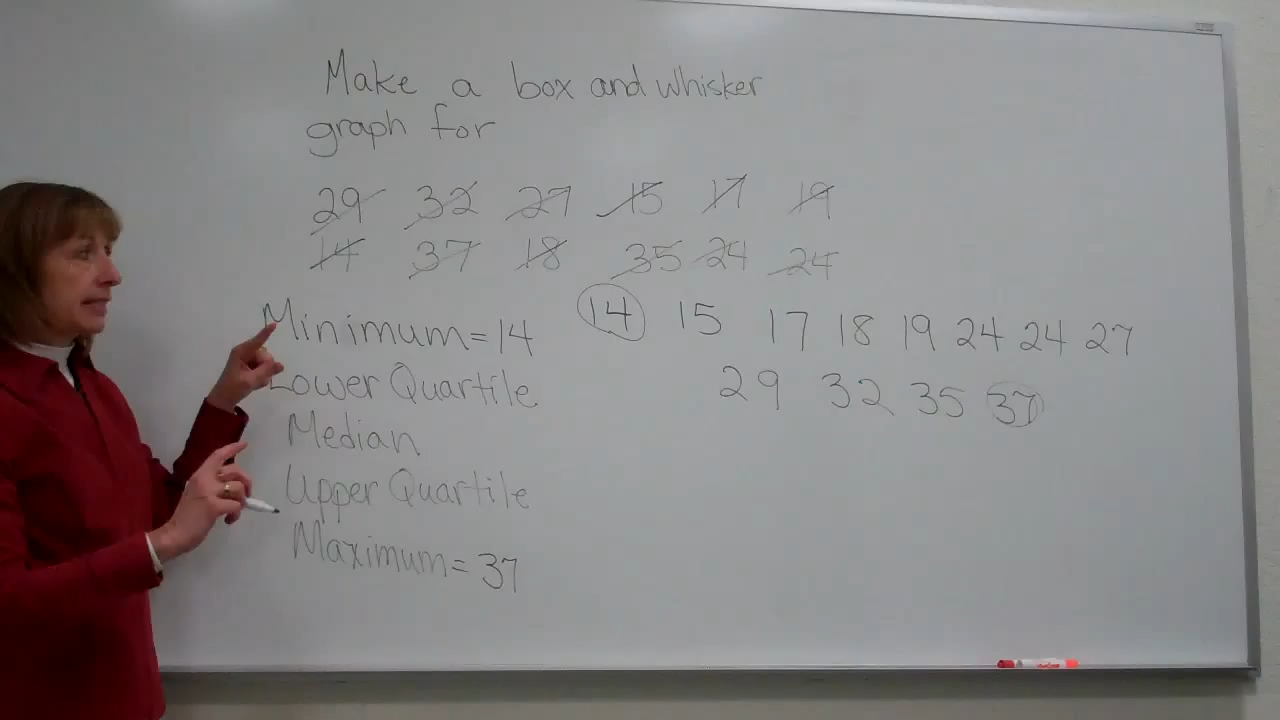 Make a box and whisker
graph for
29 32 27 15 17 19
14 37 18 35 24 24
Minimum = 14
14 15 17 18 19 24 24 27
29 32 35 37
Lower Quartile
Median
Upper Quartile
Maximum = 37